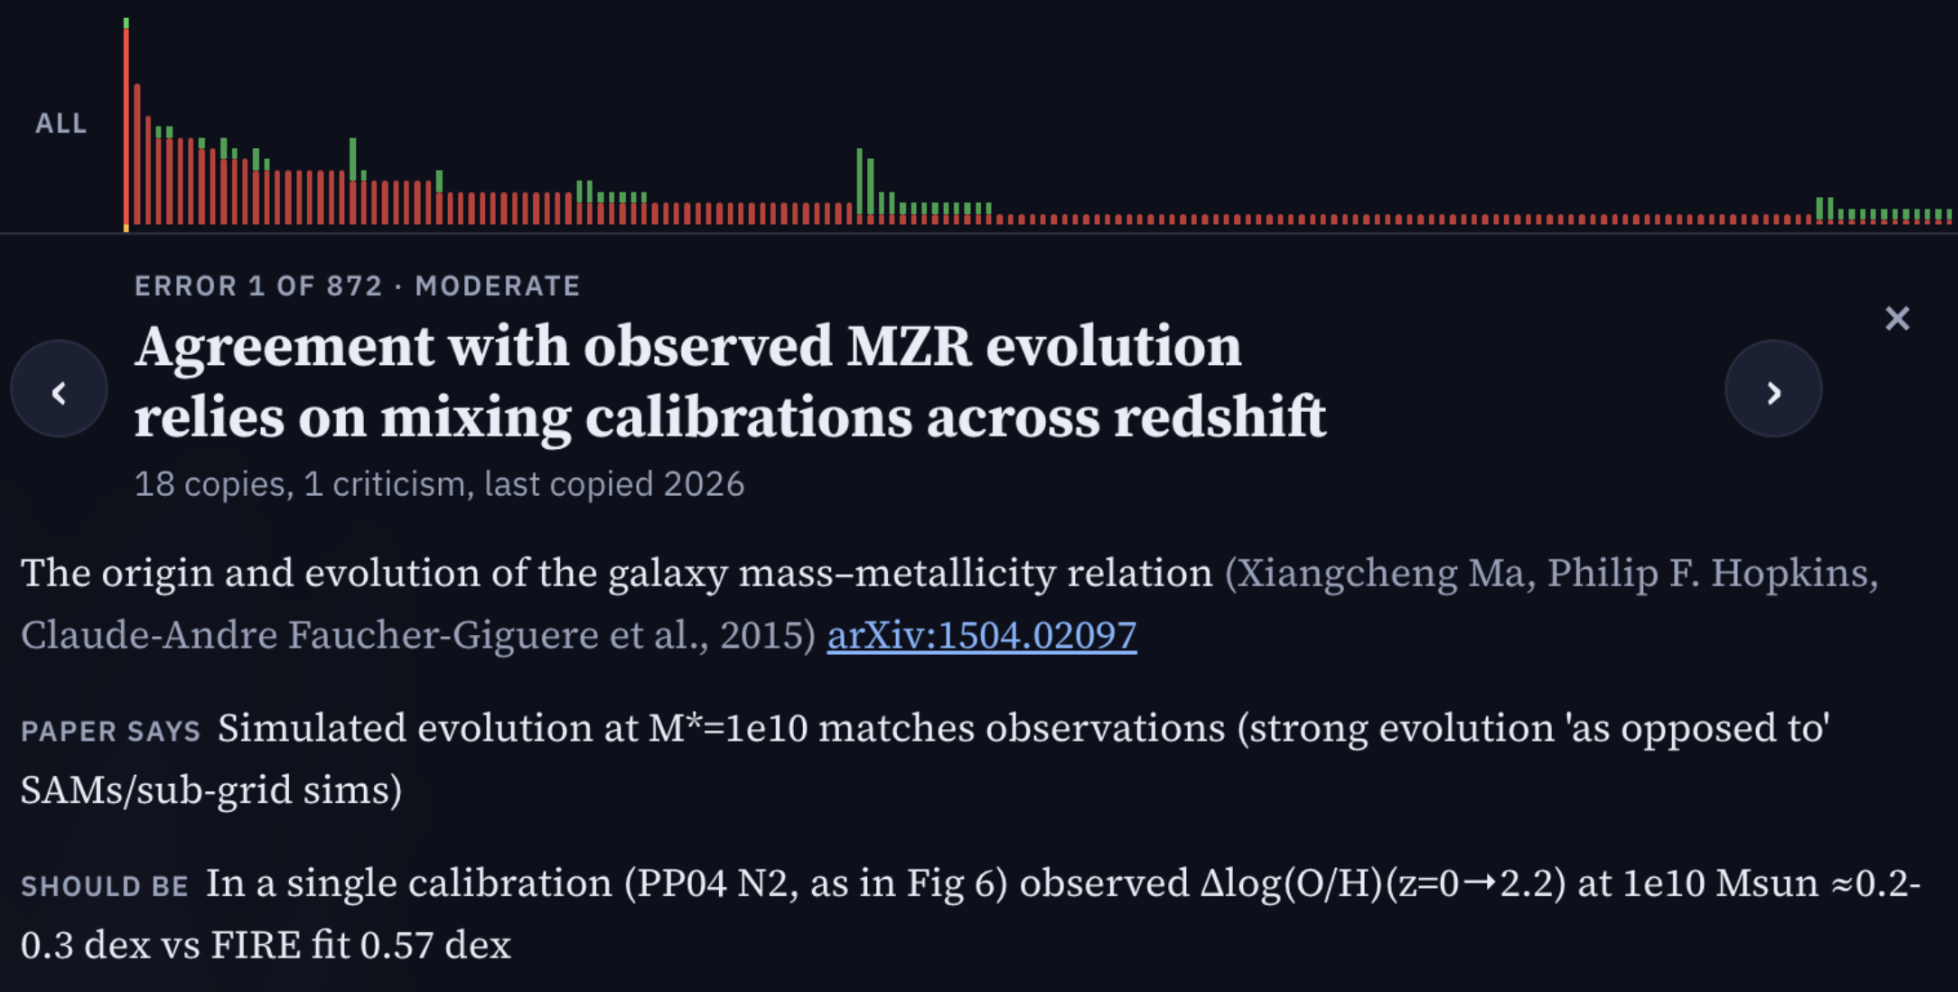 ALL
ERROR 1 OF 872 · MODERATE
Agreement with observed MZR evolution
relies on mixing calibrations across redshift
18 copies, 1 criticism, last copied 2026
The origin and evolution of the galaxy mass–metallicity relation (Xiangcheng Ma, Philip F. Hopkins,
Claude-Andre Faucher-Giguere et al., 2015) arXiv:1504.02097
PAPER SAYS Simulated evolution at M*=1e10 matches observations (strong evolution 'as opposed to'
SAMs/sub-grid sims)
SHOULD BE In a single calibration (PP04 N2, as in Fig 6) observed Δlog(O/H)(z=0→2.2) at 1e10 Msun ≈0.2-
0.3 dex vs FIRE fit 0.57 dex